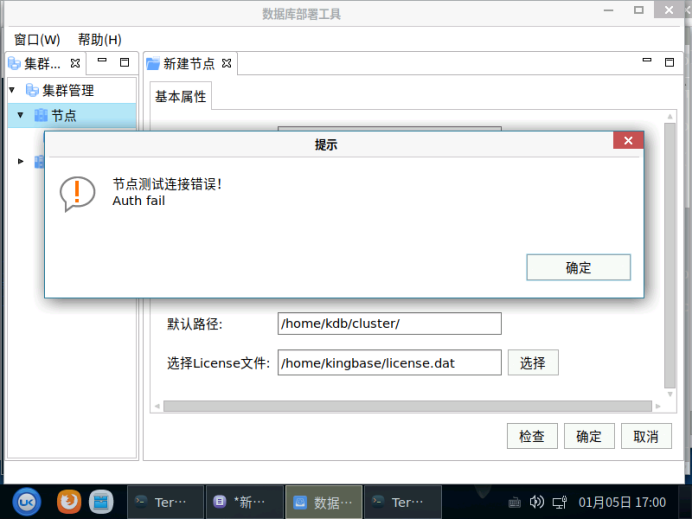 数据库部署工具
窗口(W) 帮助(H)
集群...
新建节点
集群管理
节点
基本属性
提示
节点测试连接错误!
Auth fail
确定
默认路径:
/home/kdb/cluster/
选择License文件:
/home/kingbase/license.dat
选择
检查
确定
取消
UK
Ter...
*新...
数据...
Ter...
01月05日 17:00